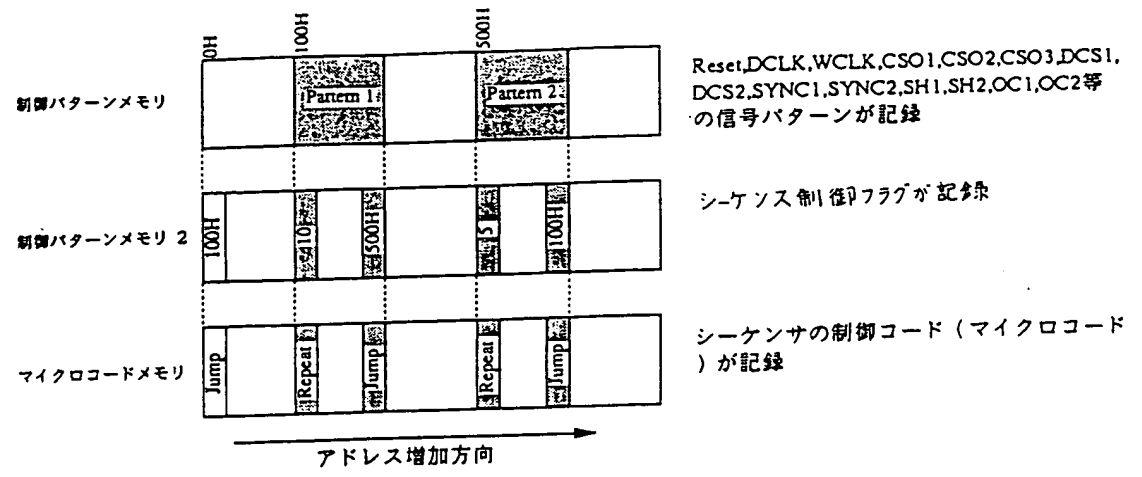 0H
100H
500H
制御パターンメモリ
Pattern 1
Pattern 2
Reset,DCLK,WCLK,CSO1,CSO2,CSO3,DCS1,
DCS2,SYNC1,SYNC2,SH1,SH2,OC1,OC2等
の信号パターンが記録
制御パターンメモリ 2
100H
10
500H
5
100H
シーケンス制御フラグが記録
マイクロコードメモリ
Jump
Repeat
Jump
Repeat
Jump
シーケンサの制御コード(マイクロコード
)が記録
アドレス増加方向